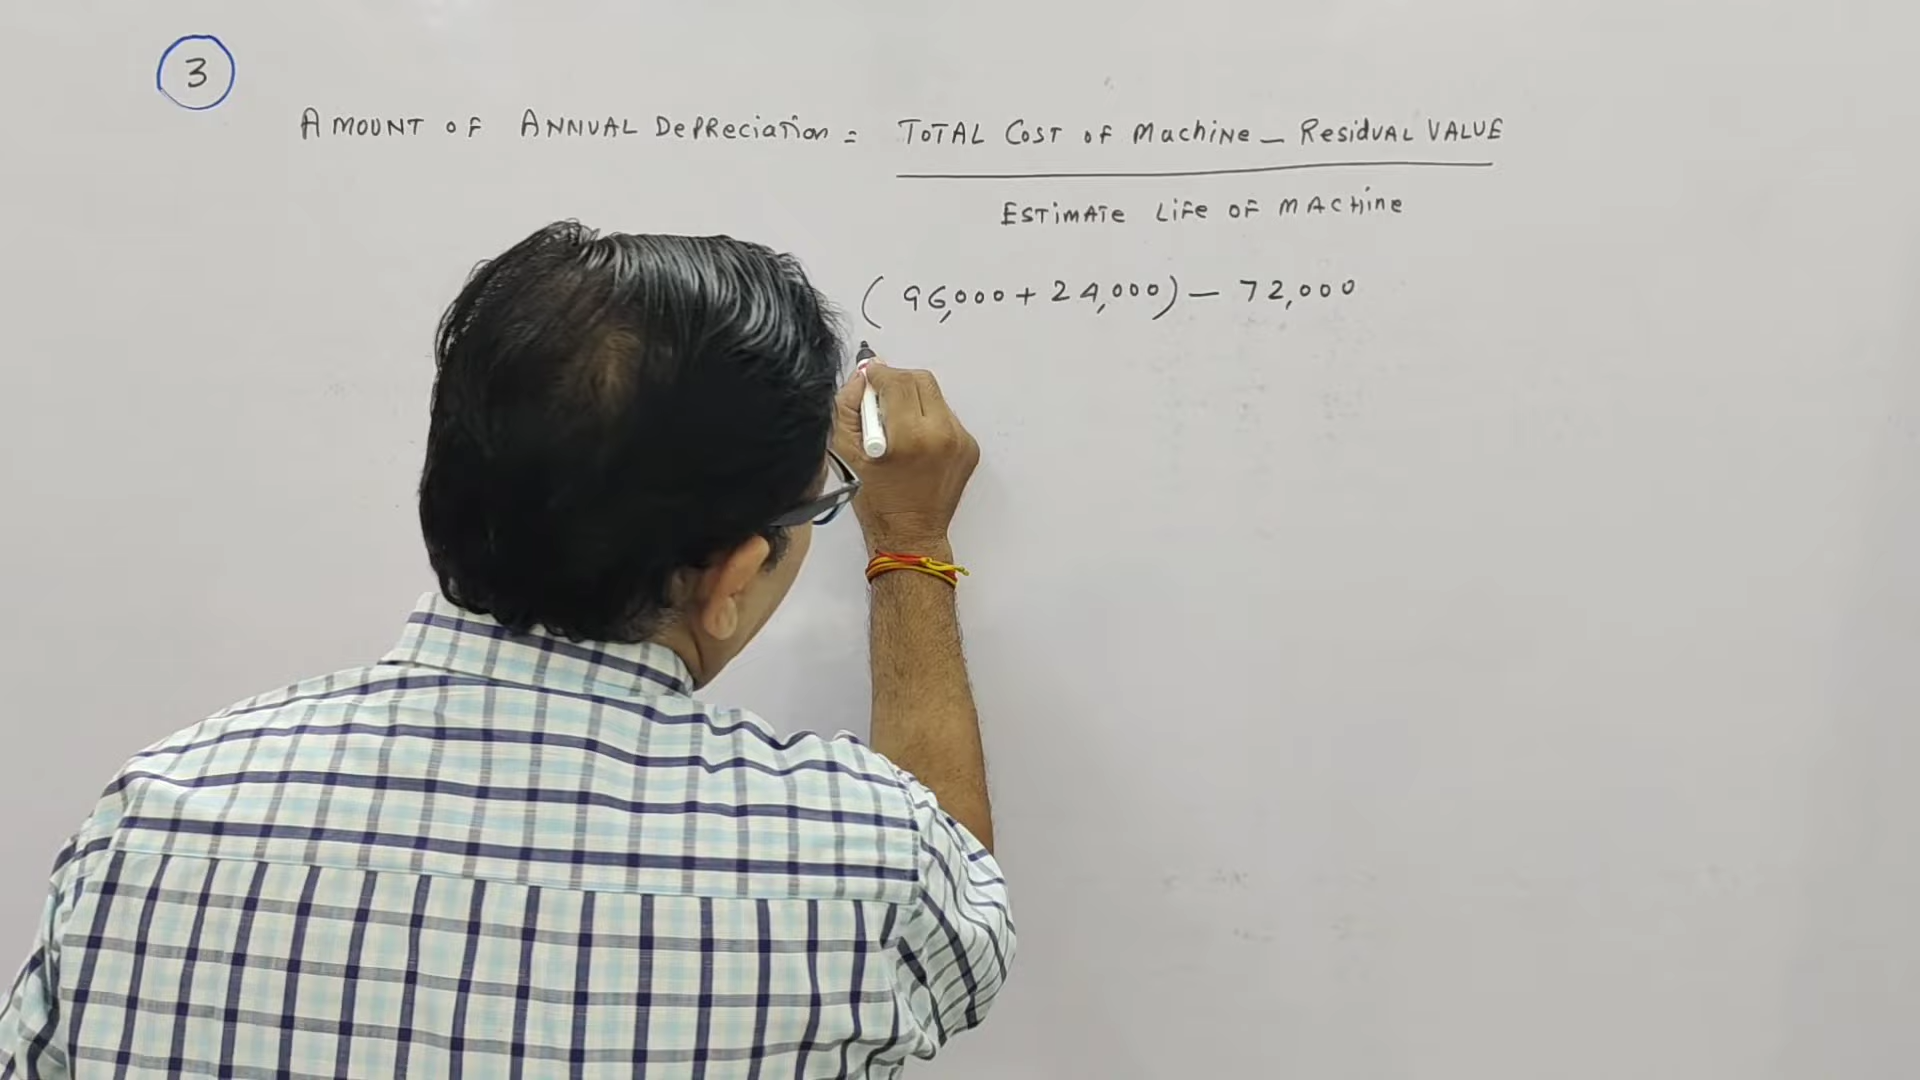 3
AMOUNT OF ANNUAL DEPRECIATION = TOTAL COST OF MACHINE - RESIDUAL VALUE
ESTIMATE LIFE OF MACHINE
(96,000 + 24,000) - 72,000